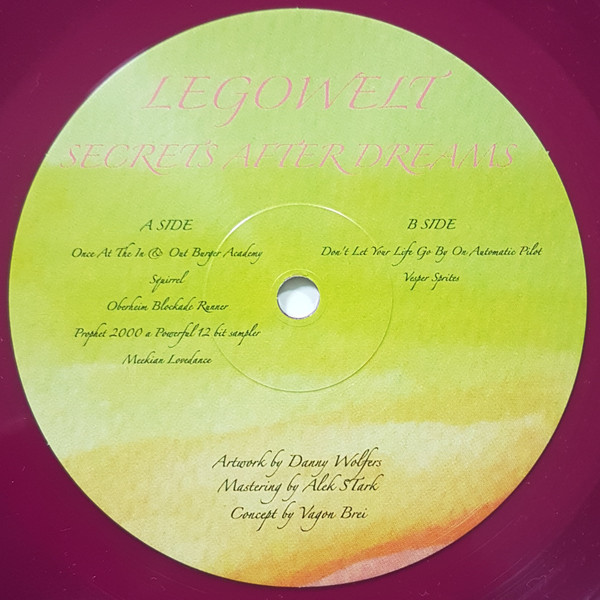 LEGOWELT
SECRETS AFTER DREAMS
A SIDE
Once At The In & Out Burger Academy
Squirrel
Oberheim Blockade Runner
Prophet 2000 a Powerful 12 bit sampler
Meekian Lovedance
B SIDE
Don't Let Your Life Go By On Automatic Pilot
Vesper Sprites
Artwork by Danny Wolfers
Mastering by Alek STark
Concept by Vagon Brei